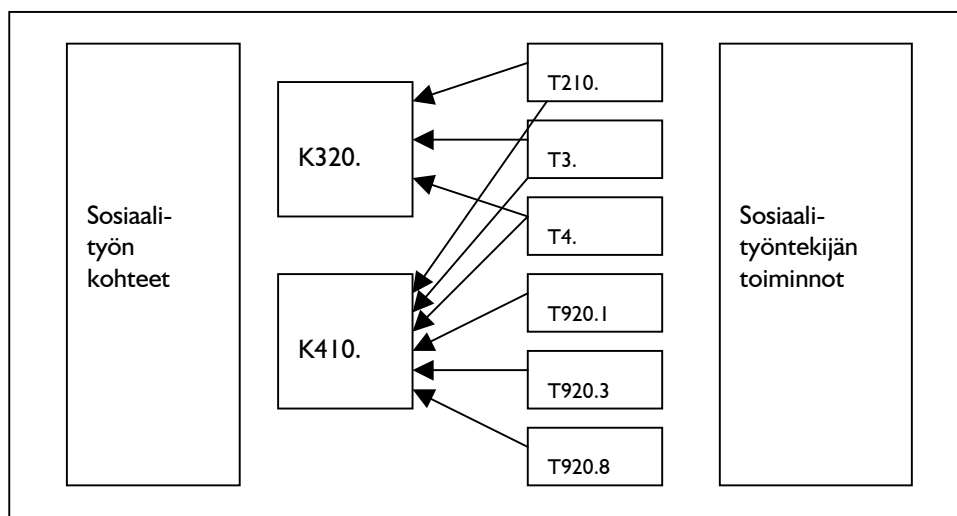 Sosiaali-
työn
kohteet
K320.
K410.
T210.
T3.
T4.
T920.1
T920.3
T920.8
Sosiaali-
työntekijän
toiminnot